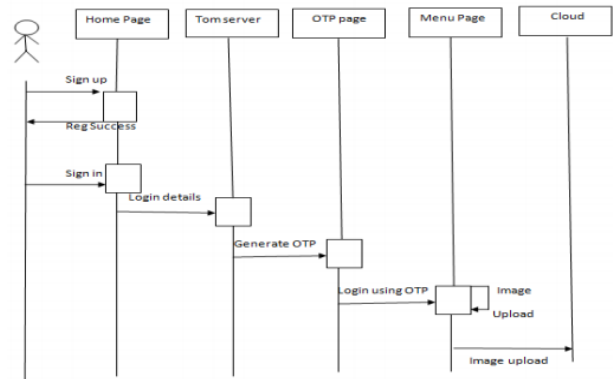 Home Page
Tom server
OTP page
Menu Page
Cloud
Sign up
Reg Success
Sign in
Login details
Generate OTP
Login using OTP
Image
Upload
Image upload